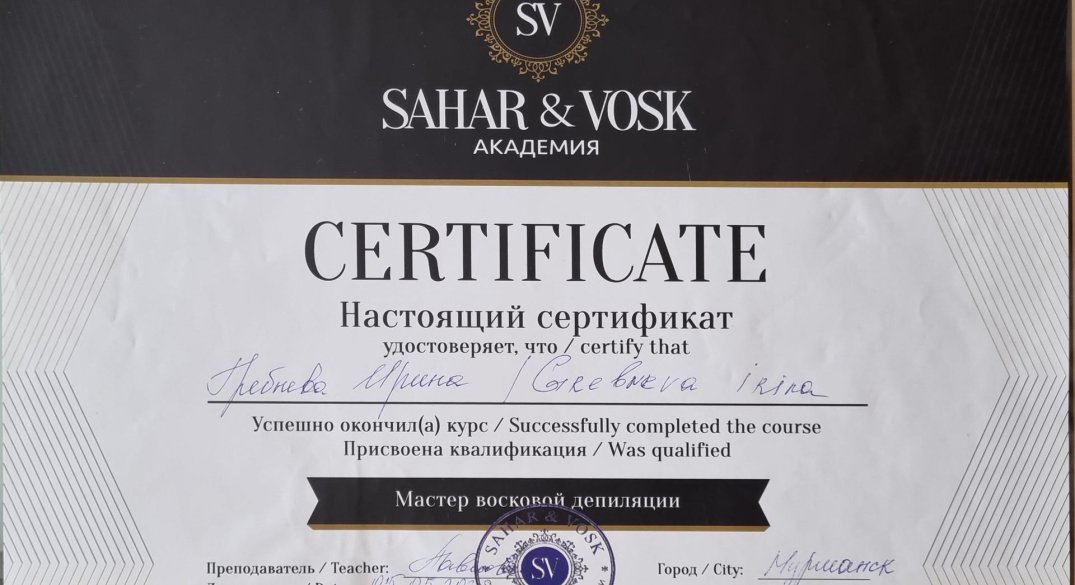 SV
SAHAR & VOSK
АКАДЕМИЯ
CERTIFICATE
Настоящий сертификат
удостоверяет, что / certify that
Гребнева Ирина / Grebneva Irina
Успешно окончил(а) курс / Successfully completed the course
Присвоена квалификация / Was qualified
Мастер восковой депиляции
SAHAR & VOSK
SV
Преподаватель / Teacher:
Город / City: Мурманск